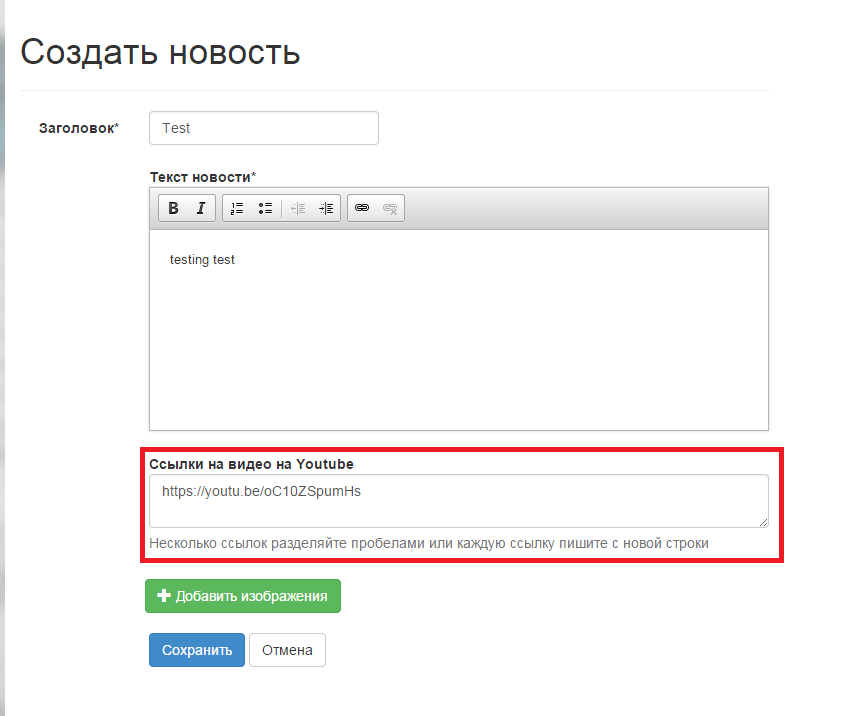 Создать новость
Заголовок* Test
Текст новости*
B I
testing test
Ссылки на видео на Youtube
https://youtu.be/oC10ZSpumHs
Несколько ссылок разделяйте пробелами или каждую ссылку пишите с новой строки
Добавить изображения
Сохранить Отмена